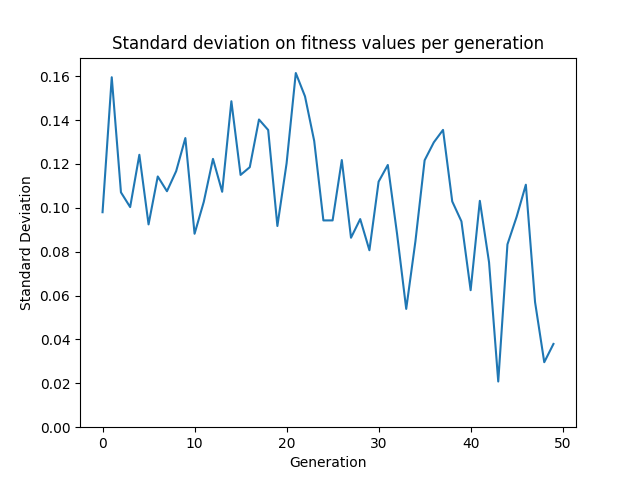 Standard deviation on fitness values per generation
0.16
0.14
0.12
0.10
0.08
0.06
0.04
0.02
0.00
Standard Deviation
0 10 20 30 40 50
Generation